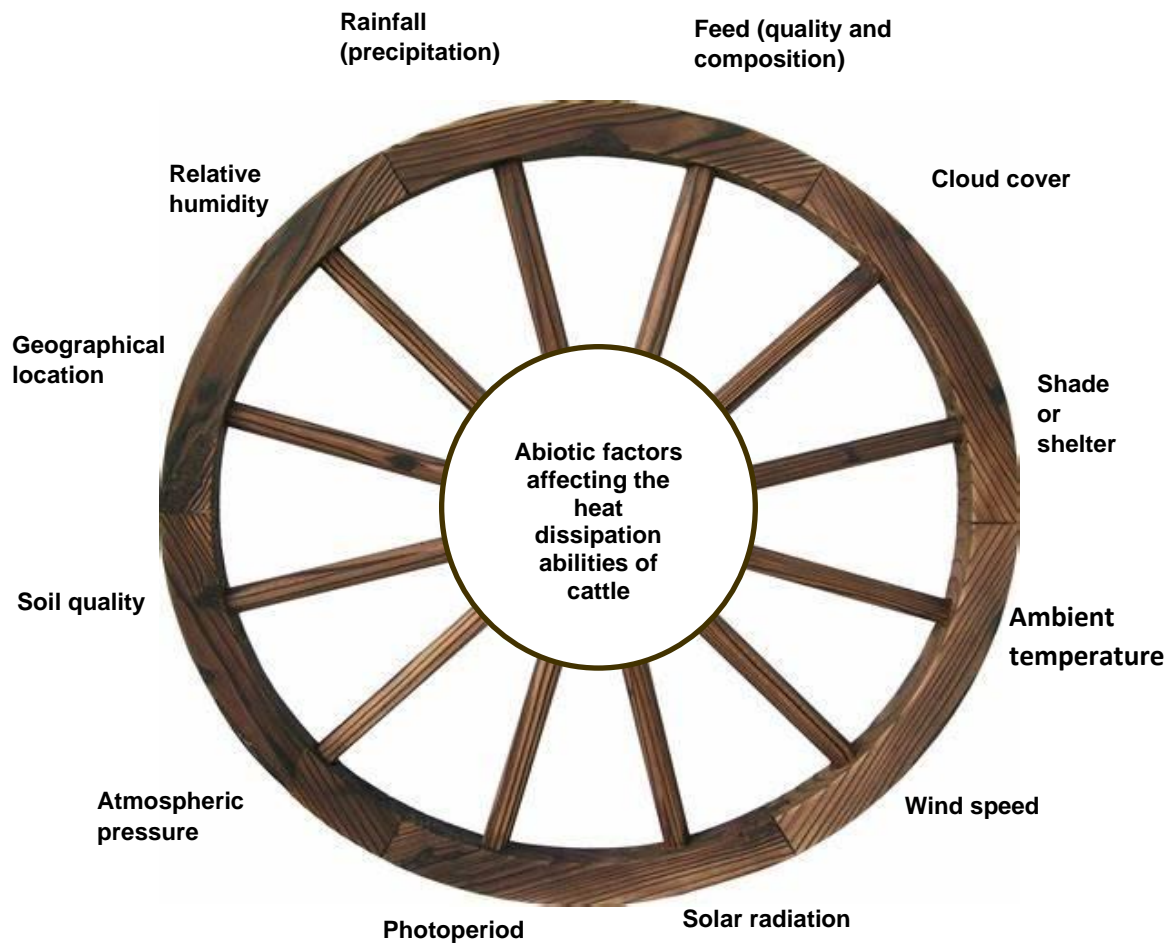 Rainfall
(precipitation)
Feed (quality and
composition)
Relative
humidity
Cloud cover
Geographical
location
Shade
or
shelter
Abiotic factors
affecting the
heat
dissipation
abilities of
cattle
Soil quality
Ambient
temperature
Atmospheric
pressure
Wind speed
Photoperiod
Solar radiation